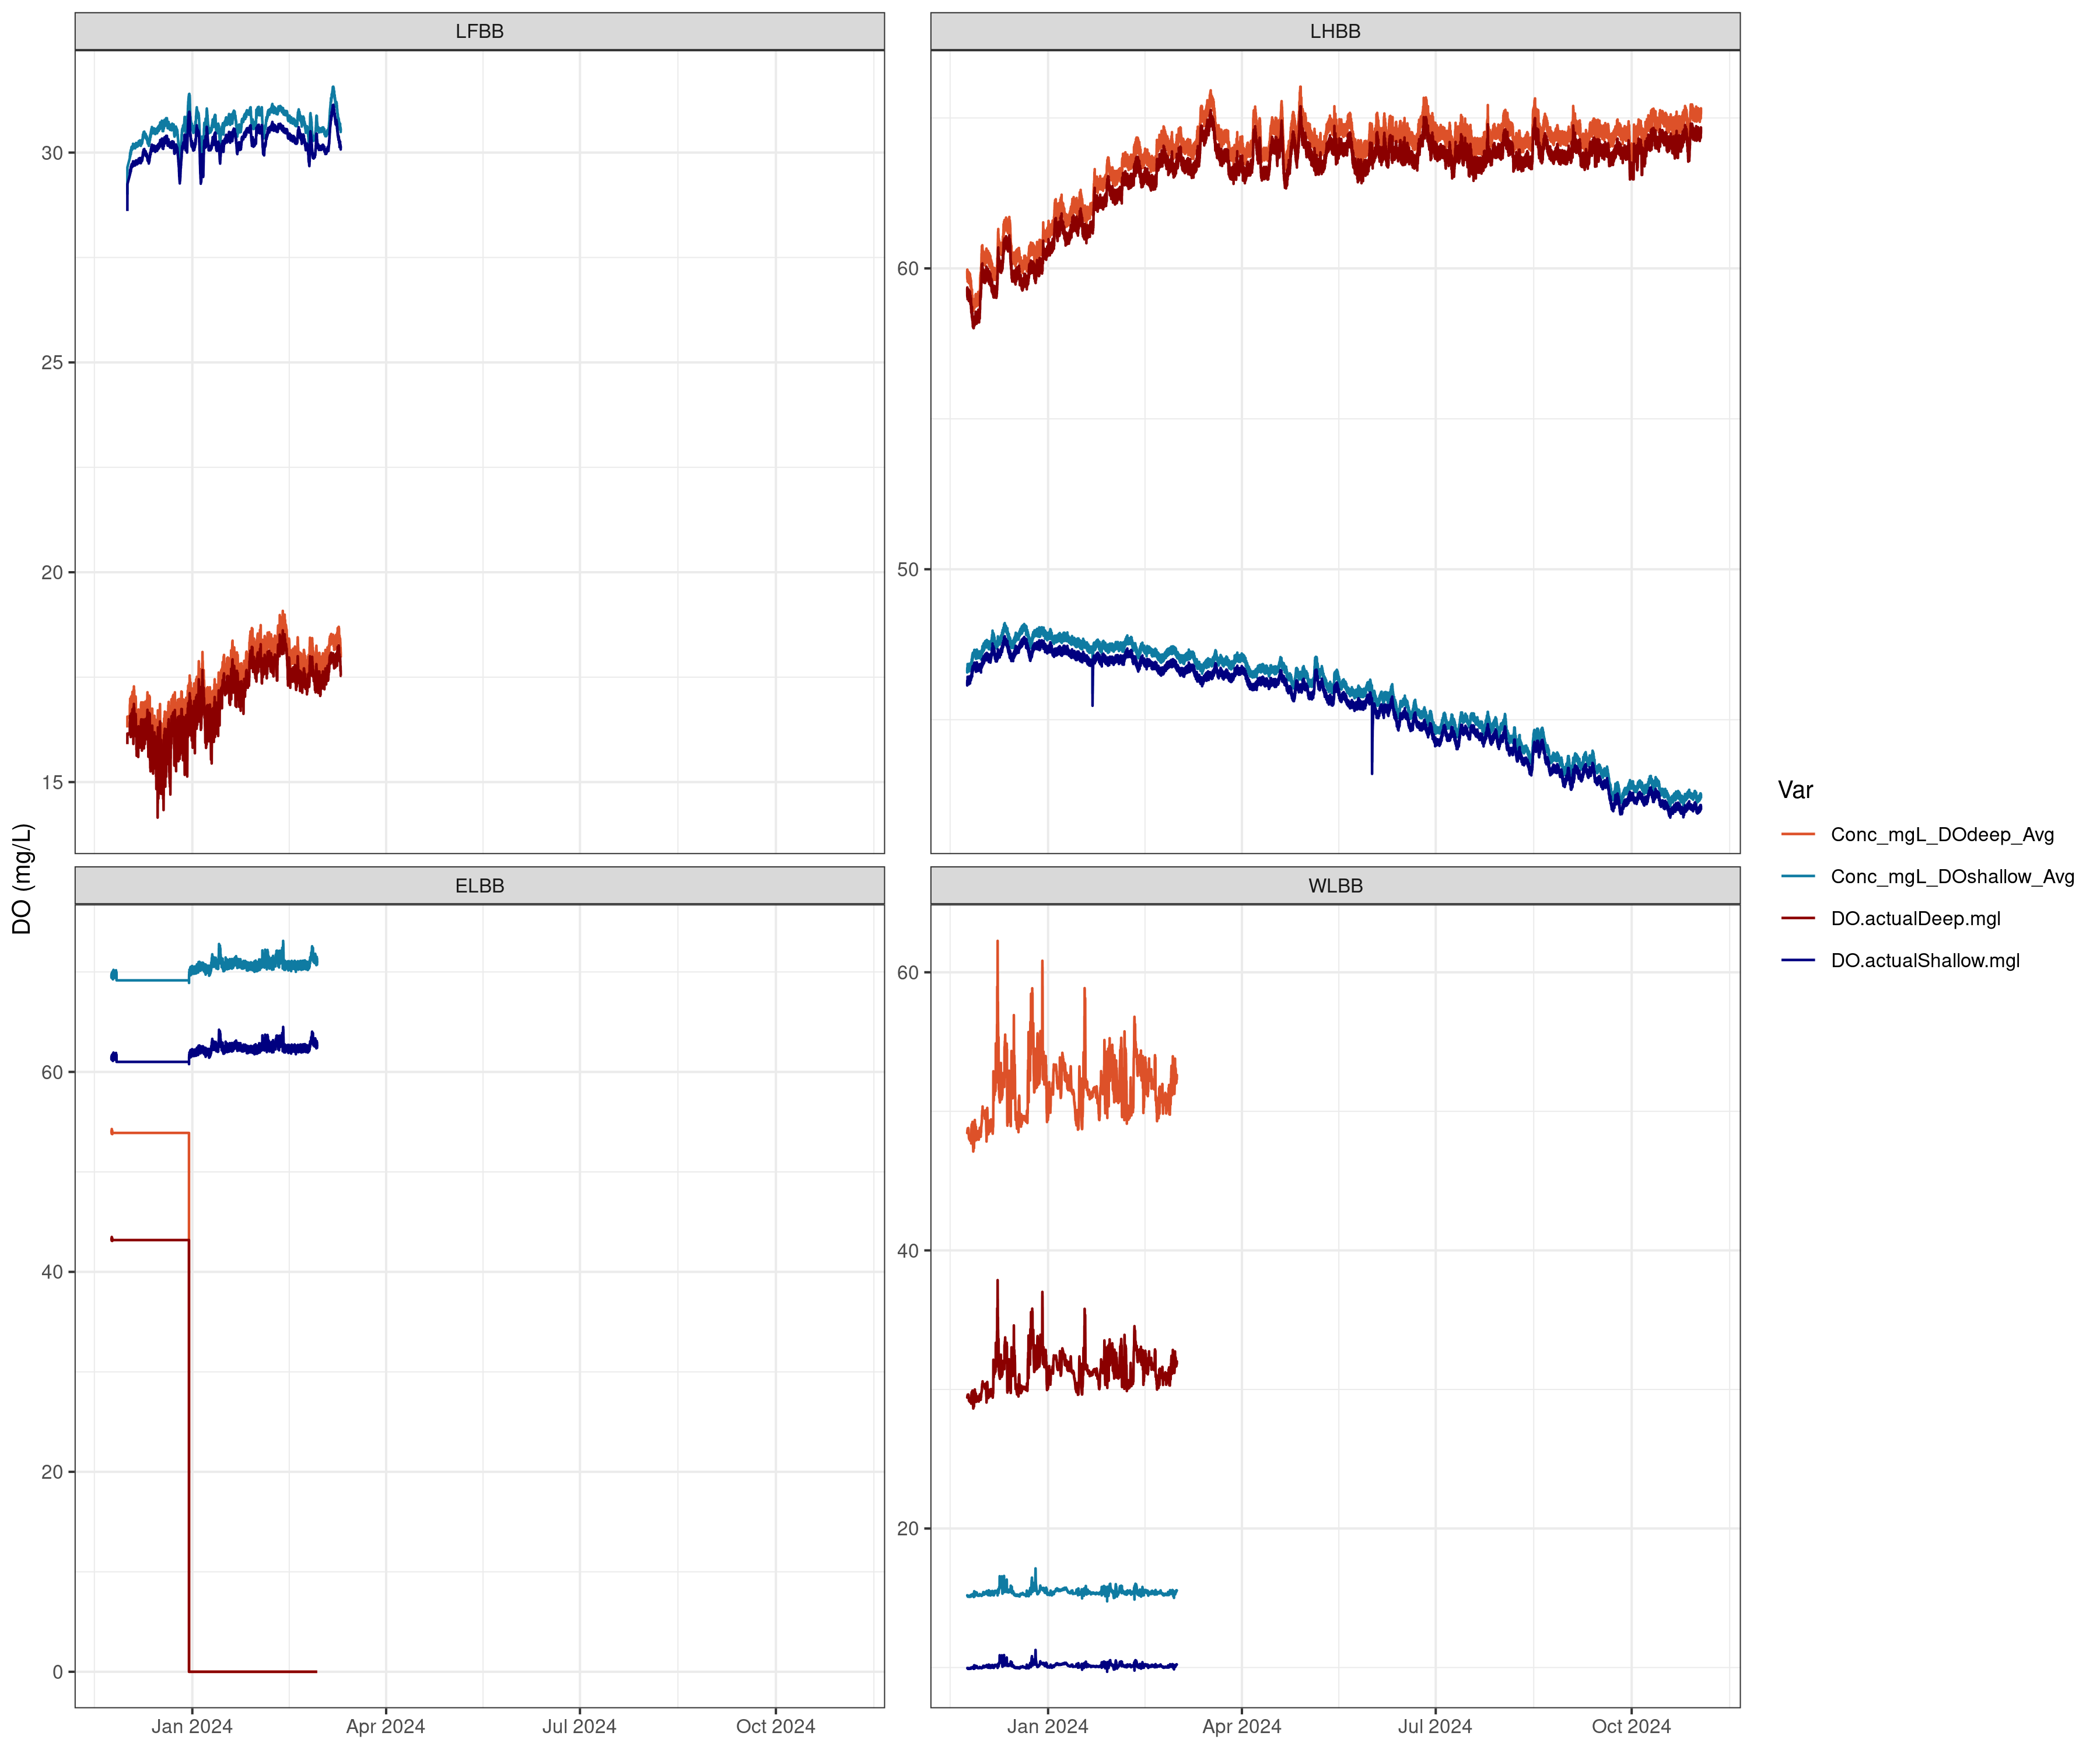 LFBB
LHBB
30
25
20
15
60
50
DO (mg/L)
ELBB
WLBB
60
40
20
0
60
40
20
Jan 2024
Apr 2024
Jul 2024
Oct 2024
Jan 2024
Apr 2024
Jul 2024
Oct 2024
Var
Conc_mgL_DOdeep_Avg
Conc_mgL_DOshallow_Avg
DO.actualDeep.mgl
DO.actualShallow.mgl